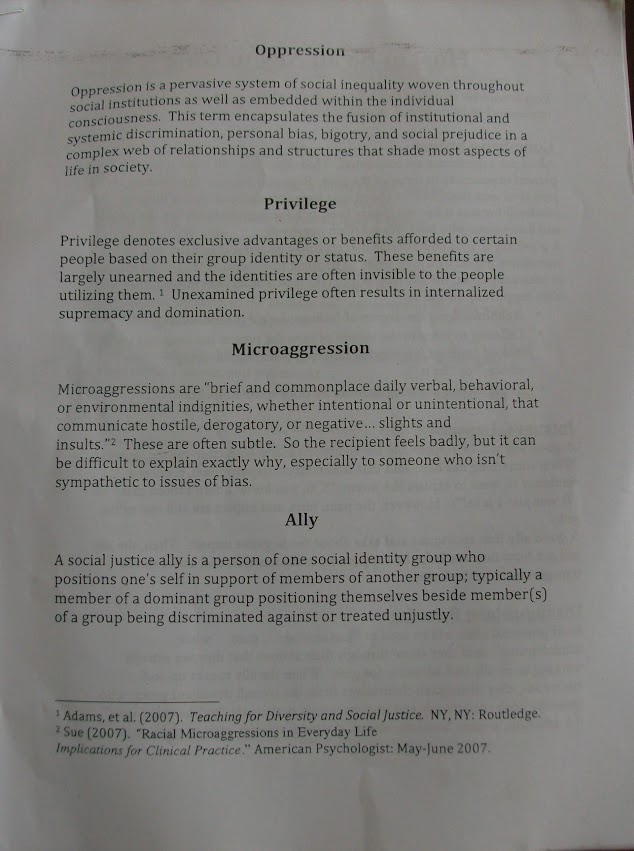 Oppression
Oppression is a pervasive system of social inequality woven throughout
social institutions as well as embedded within the individual
consciousness. This term encapsulates the fusion of institutional and
systemic discrimination, personal bias, bigotry, and social prejudice in a
complex web of relationships and structures that shade most aspects of
life in society.
Privilege
Privilege denotes exclusive advantages or benefits afforded to certain
people based on their group identity or status. These benefits are
largely unearned and the identities are often invisible to the people
utilizing them. ¹ Unexamined privilege often results in internalized
supremacy and domination.
Microaggression
Microaggressions are “brief and commonplace daily verbal, behavioral,
or environmental indignities, whether intentional or unintentional, that
communicate hostile, derogatory, or negative… slights and
insults.”² These are often subtle. So the recipient feels badly, but it can
be difficult to explain exactly why, especially to someone who isn’t
sympathetic to issues of bias.
Ally
A social justice ally is a person of one social identity group who
positions one’s self in support of members of another group; typically a
member of a dominant group positioning themselves beside member(s)
of a group being discriminated against or treated unjustly.
¹ Adams, et al. (2007). Teaching for Diversity and Social Justice. NY, NY: Routledge.
² Sue (2007). “Racial Microaggressions in Everyday Life
Implications for Clinical Practice.” American Psychologist: May-June 2007.